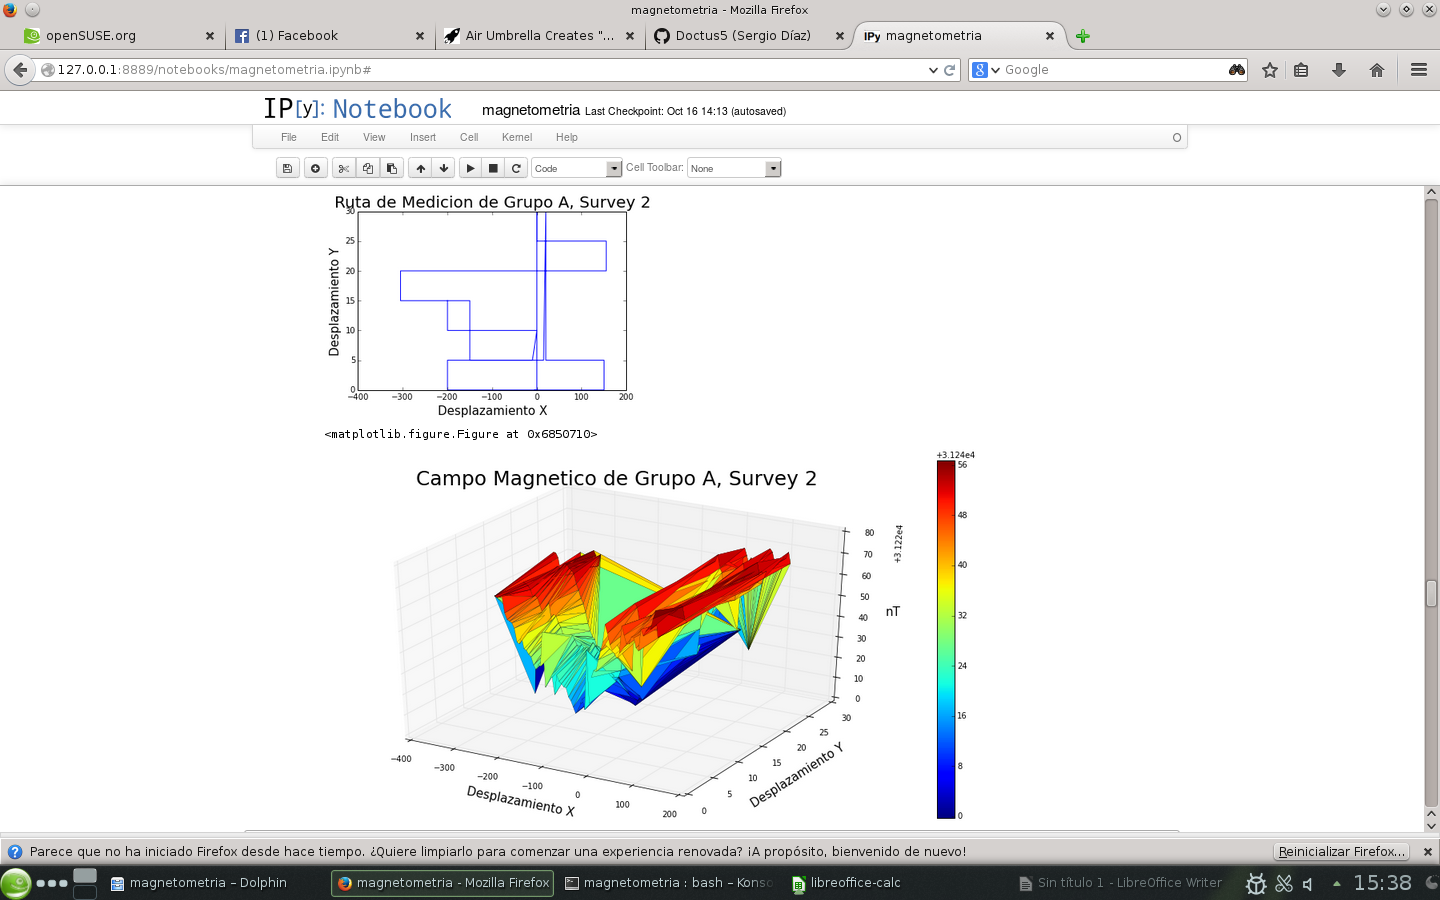 magnetometria - Mozilla Firefox
openSUSE.org
(1) Facebook
Air Umbrella Creates "...
Doctus5 (Sergio Díaz)
IPy magnetometria
127.0.0.1:8889/notebooks/magnetometria.ipynb#
Google
IP[y]: Notebook
magnetometria Last Checkpoint: Oct 16 14:13 (autosaved)
File Edit View Insert Cell Kernel Help
Code
Cell Toolbar:
None
Ruta de Medicion de Grupo A, Survey 2
30
25
20
15
10
5
0
Desplazamiento Y
−400 −300 −200 −100 0 100 200
Desplazamiento X
<matplotlib.figure.Figure at 0x6850710>
Campo Magnetico de Grupo A, Survey 2
+3.124e4
56
48
40
32
24
16
8
0
+3.122e4
80
70
60
50
40
30
20
10
0
nT
30
25
20
15
10
5
0
Desplazamiento Y
−400
−300
−200
−100
0
100
200
Desplazamiento X
Parece que no ha iniciado Firefox desde hace tiempo. ¿Quiere limpiarlo para comenzar una experiencia renovada? ¡A propósito, bienvenido de nuevo!
Reinicializar Firefox...
magnetometria – Dolphin
magnetometria - Mozilla Firefox
magnetometria : bash – Konso
libreoffice-calc
Sin título 1 - LibreOffice Writer
15:38